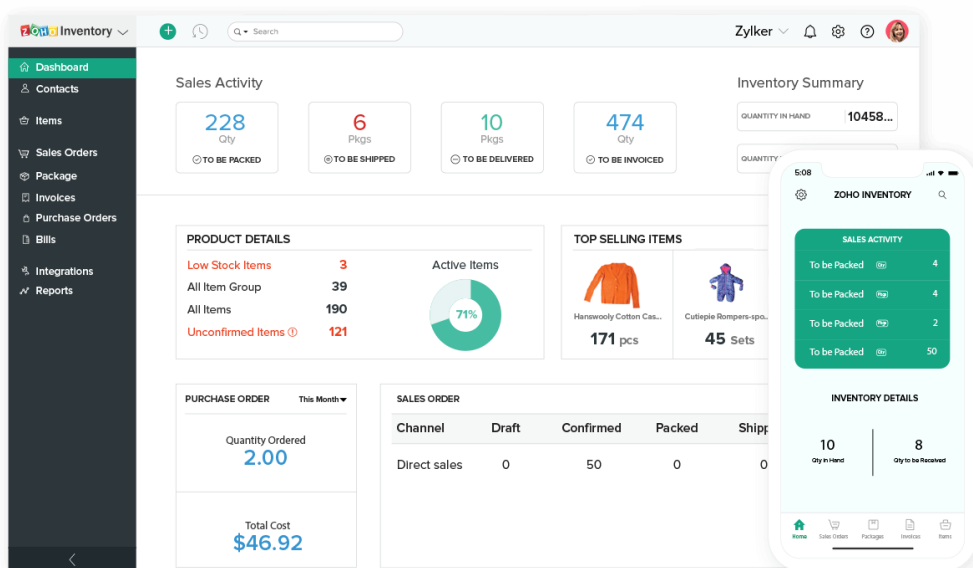 ZOHO Inventory
Search
Zylker
Dashboard
Contacts
Items
Sales Orders
Package
Invoices
Purchase Orders
Bills
Integrations
Reports
Sales Activity
228
Qty
TO BE PACKED
6
Pkgs
TO BE SHIPPED
10
Pkgs
TO BE DELIVERED
474
Qty
TO BE INVOICED
Inventory Summary
QUANTITY IN HAND 10458...
QUANTITY
PRODUCT DETAILS
Low Stock Items 3
All Item Group 39
All Items 190
Unconfirmed Items 121
Active Items
71%
TOP SELLING ITEMS
Hanswooly Cotton Cas...
171 pcs
Cutiepie Rompers-spo...
45 Sets
PURCHASE ORDER This Month
Quantity Ordered
2.00
Total Cost
$46.92
SALES ORDER
Channel Draft Confirmed Packed Shipp
Direct sales 0 50 0 0
5:08
ZOHO INVENTORY
SALES ACTIVITY
To be Packed Qty 4
To be Packed Pkgs 4
To be Packed Pkgs 2
To be Packed Qty 50
INVENTORY DETAILS
10
Qty in Hand
8
Qty to be Received
Home
Sales Orders
Packages
Invoices
Items